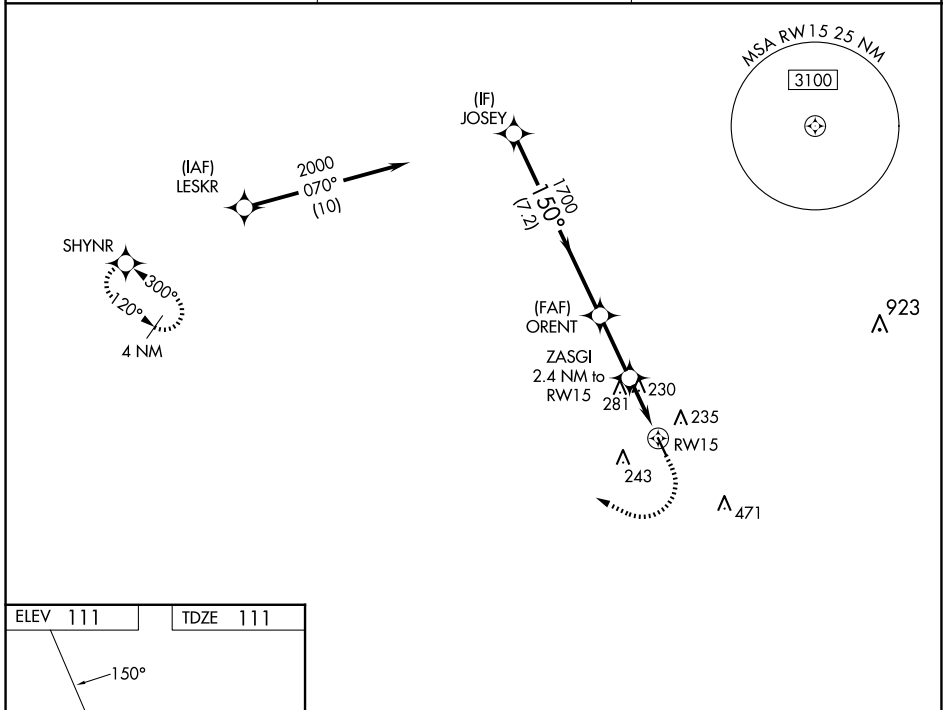 MSA RW15 25 NM
3100
(IF)
JOSEY
(IAF)
LESKR
2000
070°
(10)
1700
150°
(7.2)
SHYNR
300°
120°
4 NM
(FAF)
ORENT
923
ZASGI
2.4 NM to
RW15
281
230
235
RW15
243
471
ELEV 111
TDZE 111
150°